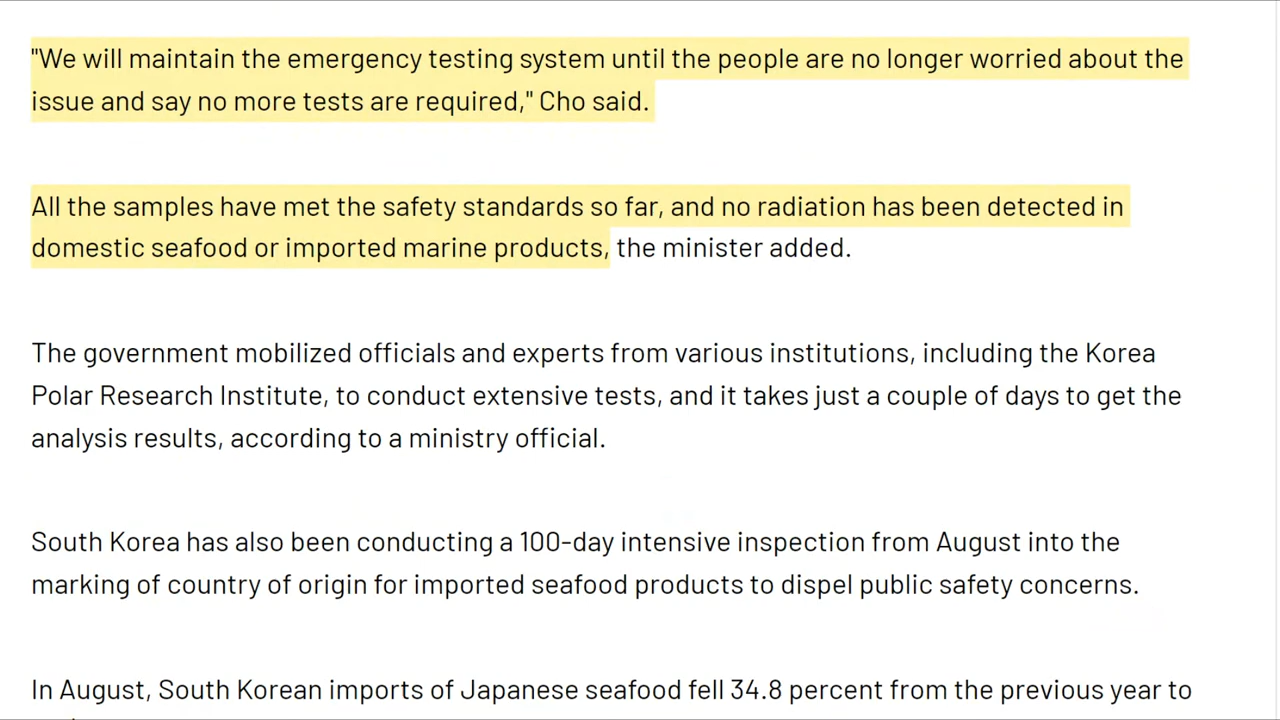 "We will maintain the emergency testing system until the people are no longer worried about the
issue and say no more tests are required," Cho said.
All the samples have met the safety standards so far, and no radiation has been detected in
domestic seafood or imported marine products, the minister added.
The government mobilized officials and experts from various institutions, including the Korea
Polar Research Institute, to conduct extensive tests, and it takes just a couple of days to get the
analysis results, according to a ministry official.
South Korea has also been conducting a 100-day intensive inspection from August into the
marking of country of origin for imported seafood products to dispel public safety concerns.
In August, South Korean imports of Japanese seafood fell 34.8 percent from the previous year to